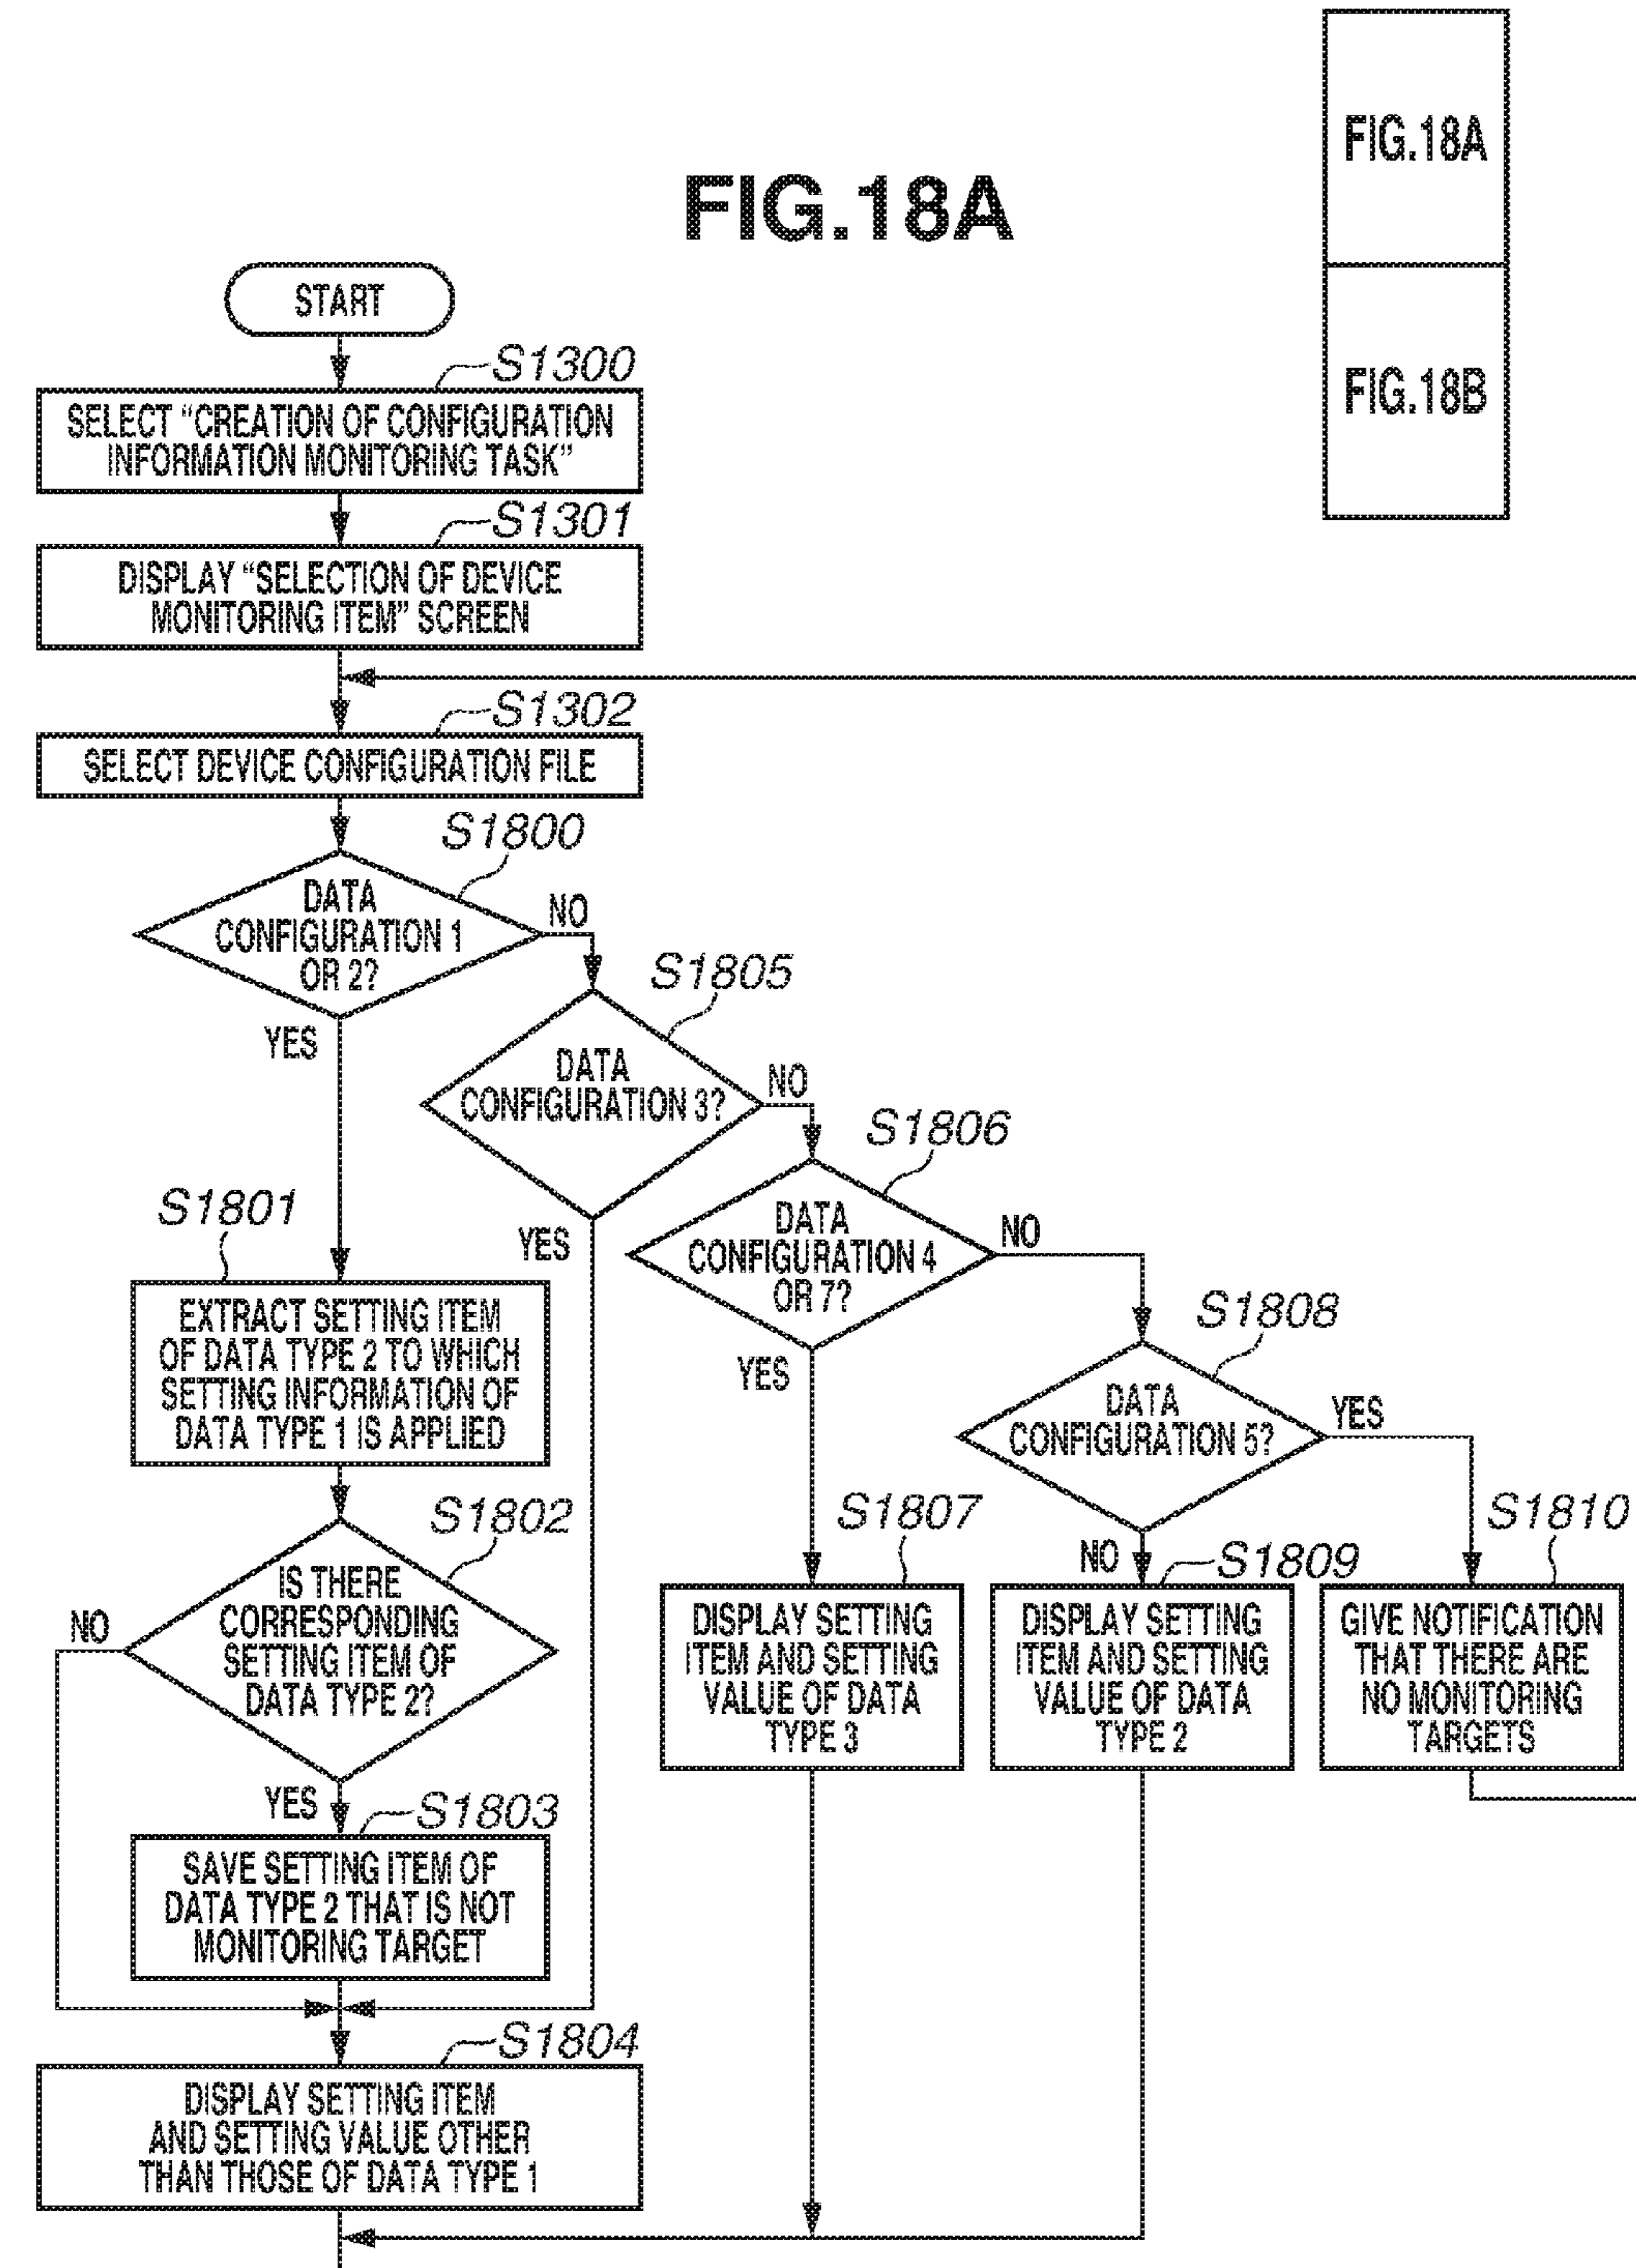 FIG.18A
FIG.18A
FIG.18B
START
S1300
SELECT “CREATION OF CONFIGURATION
INFORMATION MONITORING TASK”
S1301
DISPLAY “SELECTION OF DEVICE
MONITORING ITEM” SCREEN
S1302
SELECT DEVICE CONFIGURATION FILE
S1800
DATA
CONFIGURATION 1
OR 2?
NO
YES
S1805
DATA
CONFIGURATION 3?
NO
YES
S1806
DATA
CONFIGURATION 4
OR 7?
NO
YES
S1801
EXTRACT SETTING ITEM
OF DATA TYPE 2 TO WHICH
SETTING INFORMATION OF
DATA TYPE 1 IS APPLIED
S1808
DATA
CONFIGURATION 5?
YES
NO
S1802
IS THERE
CORRESPONDING
SETTING ITEM OF
DATA TYPE 2?
NO
YES
S1807
DISPLAY SETTING
ITEM AND SETTING
VALUE OF DATA
TYPE 3
S1809
DISPLAY SETTING
ITEM AND SETTING
VALUE OF DATA
TYPE 2
S1810
GIVE NOTIFICATION
THAT THERE ARE
NO MONITORING
TARGETS
S1803
SAVE SETTING ITEM OF
DATA TYPE 2 THAT IS NOT
MONITORING TARGET
S1804
DISPLAY SETTING ITEM
AND SETTING VALUE OTHER
THAN THOSE OF DATA TYPE 1